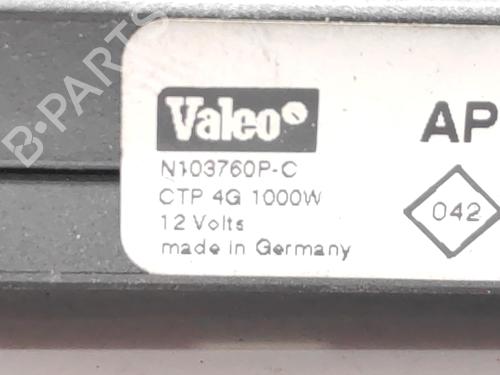 Valeo
AP
N103760P-C
CTP 4G 1000W
042
12 Volts
made in Germany
B-PARTS